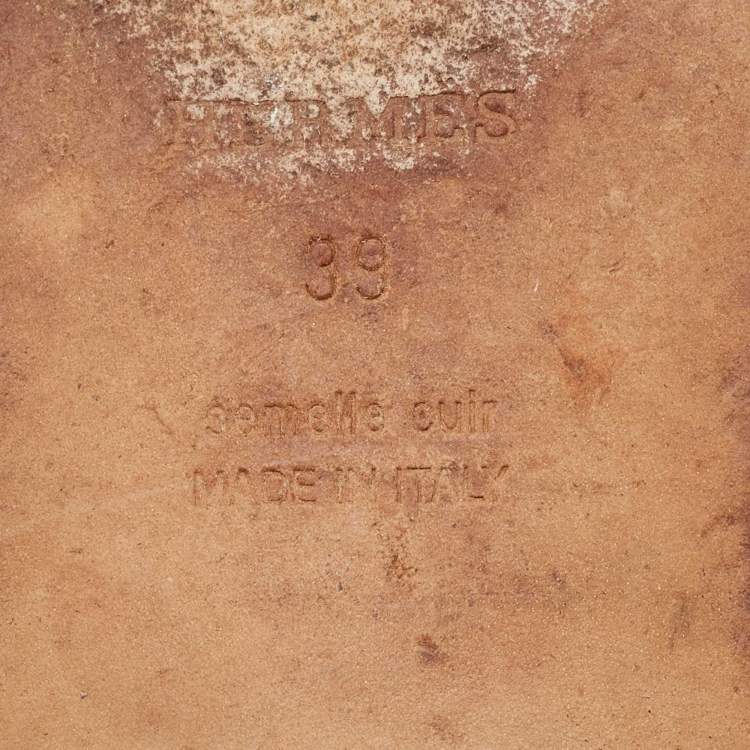 HERMES
39
semelle cuir
MADE IN ITALY